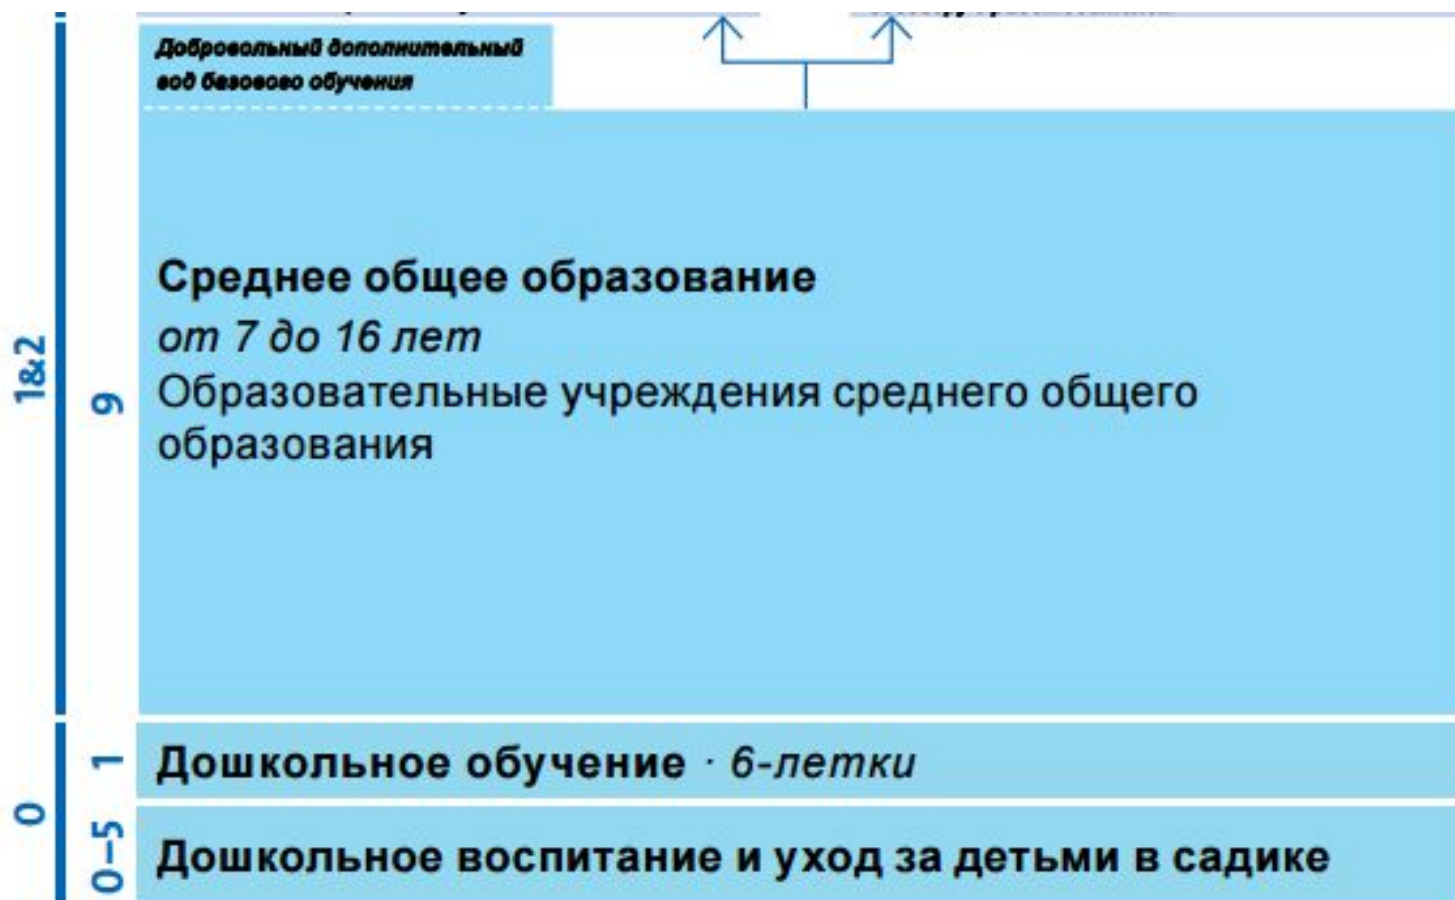 Добровольный дополнительный
год базового обучения
Среднее общее образование
от 7 до 16 лет
Образовательные учреждения среднего общего
образования
1&2
9
Дошкольное обучение · 6-летки
1
0
Дошкольное воспитание и уход за детьми в садике
0–5